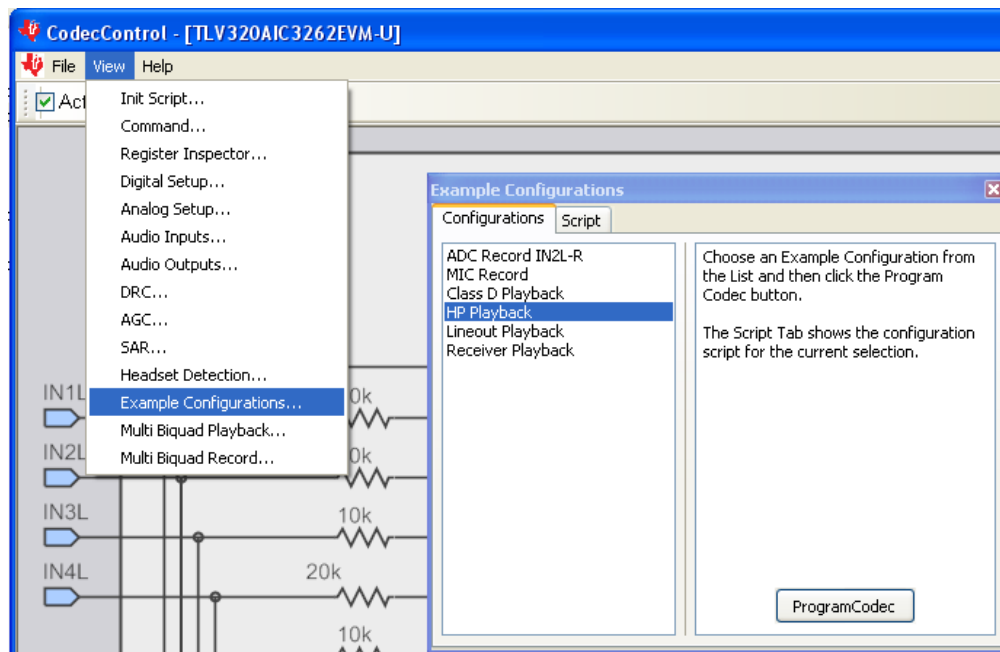 CodecControl - [TLV320AIC3262EVM-U]
File View Help
Act
Init Script...
Command...
Register Inspector...
Digital Setup...
Analog Setup...
Audio Inputs...
Audio Outputs...
DRC...
AGC...
SAR...
Headset Detection...
Example Configurations...
Multi Biquad Playback...
Multi Biquad Record...
Example Configurations
Configurations Script
ADC Record IN2L-R
MIC Record
Class D Playback
HP Playback
Lineout Playback
Receiver Playback
Choose an Example Configuration from
the List and then click the Program
Codec button.
The Script Tab shows the configuration
script for the current selection.
ProgramCodec
IN1L
0k
IN2L
0k
IN3L
10k
IN4L
20k
10k